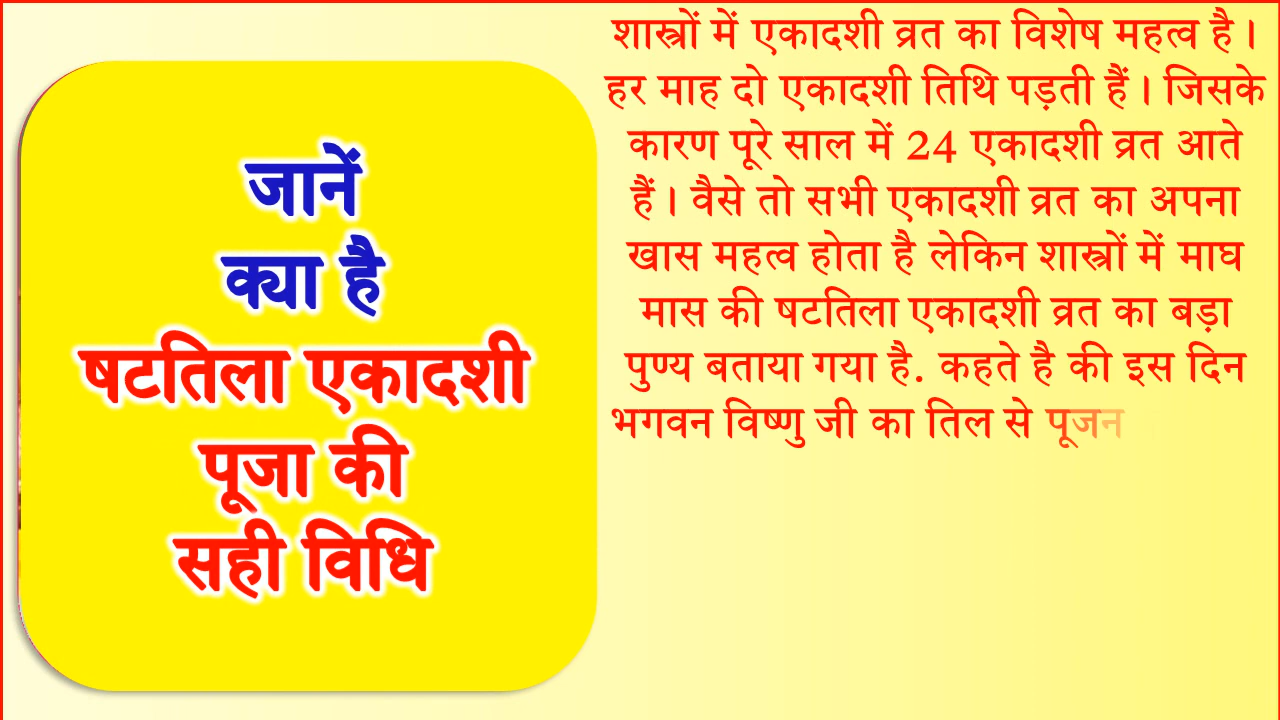 जानें
क्या है
षटतिला एकादशी
पूजा की
सही विधि
शास्त्रों में एकादशी व्रत का विशेष महत्व है।
हर माह दो एकादशी तिथि पड़ती हैं। जिसके
कारण पूरे साल में 24 एकादशी व्रत आते
हैं। वैसे तो सभी एकादशी व्रत का अपना
खास महत्व होता है लेकिन शास्त्रों में माघ
मास की षटतिला एकादशी व्रत का बड़ा
पुण्य बताया गया है. कहते है की इस दिन
भगवन विष्णु जी का तिल से पूजन